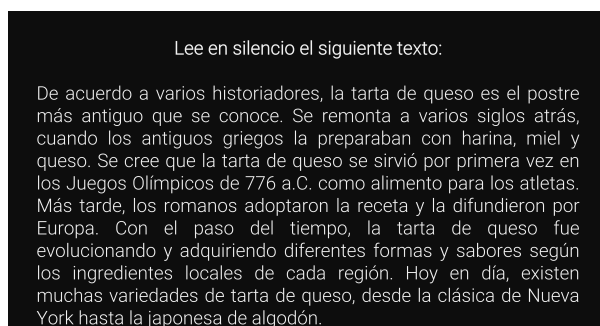 Lee en silencio el siguiente texto:
De acuerdo a varios historiadores, la tarta de queso es el postre
más antiguo que se conoce. Se remonta a varios siglos atrás,
cuando los antiguos griegos la preparaban con harina, miel y
queso. Se cree que la tarta de queso se sirvió por primera vez en
los Juegos Olímpicos de 776 a.C. como alimento para los atletas.
Más tarde, los romanos adoptaron la receta y la difundieron por
Europa. Con el paso del tiempo, la tarta de queso fue
evolucionando y adquiriendo diferentes formas y sabores según
los ingredientes locales de cada región. Hoy en día, existen
muchas variedades de tarta de queso, desde la clásica de Nueva
York hasta la japonesa de algodón.